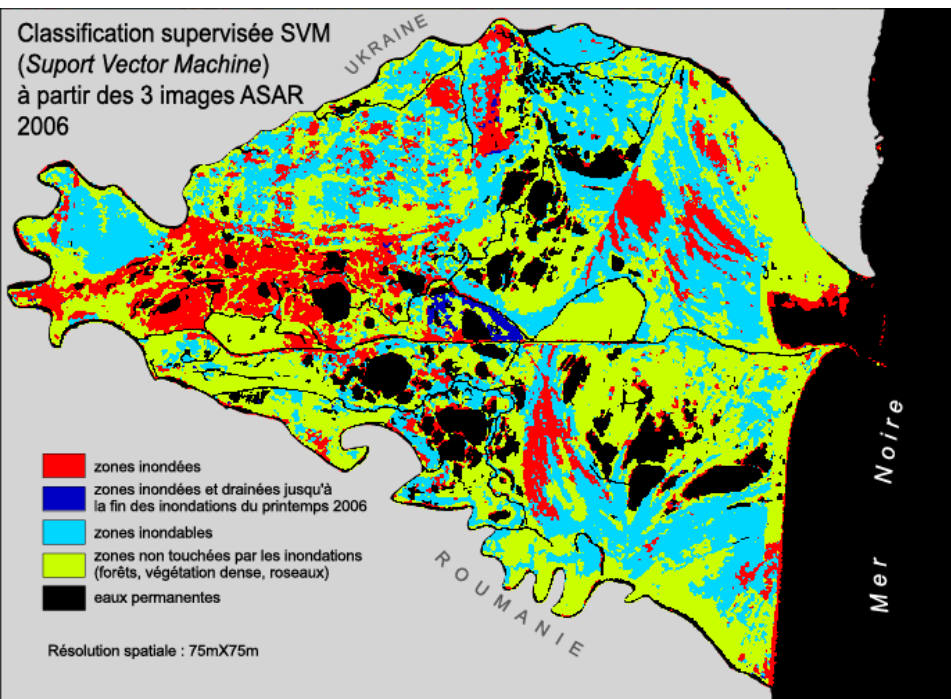 Classification supervisée SVM
(Suport Vector Machine)
à partir des 3 images ASAR
2006
UKRAINE
Mer Noire
ROUMANIE
zones inondées
zones inondées et drainées jusqu'à
la fin des inondations du printemps 2006
zones inondables
zones non touchées par les inondations
(forêts, végétation dense, roseaux)
eaux permanentes
Résolution spatiale : 75mX75m